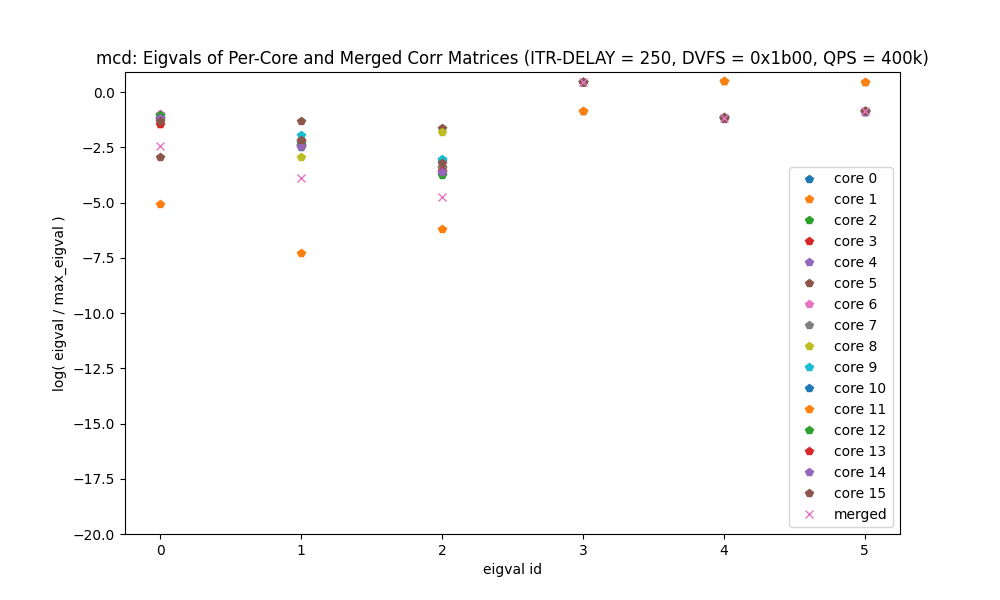 mcd: Eigvals of Per-Core and Merged Corr Matrices (ITR-DELAY = 250, DVFS = 0x1b00, QPS = 400k)
log( eigval / max_eigval )
0.0
−2.5
−5.0
−7.5
−10.0
−12.5
−15.0
−17.5
−20.0
core 0
core 1
core 2
core 3
core 4
core 5
core 6
core 7
core 8
core 9
core 10
core 11
core 12
core 13
core 14
core 15
merged
0 1 2 3 4 5
eigval id